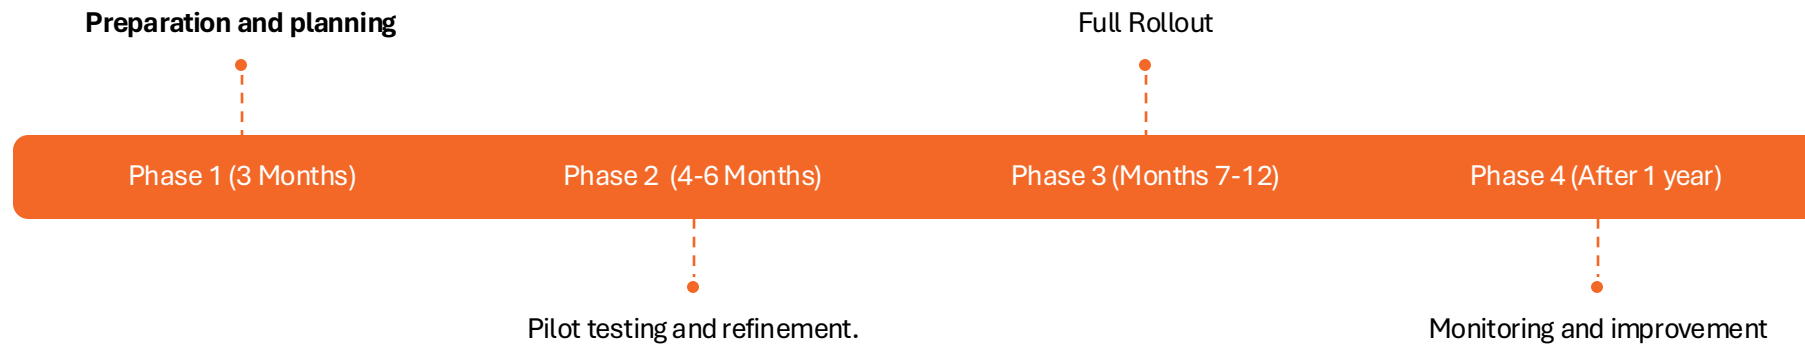 Preparation and planning
Full Rollout
Phase 1 (3 Months)
Phase 2 (4-6 Months)
Phase 3 (Months 7-12)
Phase 4 (After 1 year)
Pilot testing and refinement.
Monitoring and improvement